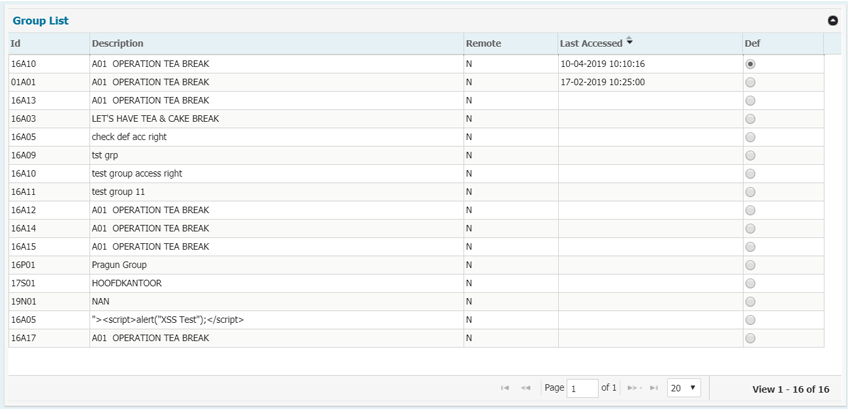 Group List
Id Description Remote Last Accessed Def
16A10 A01 OPERATION TEA BREAK N 10-04-2019 10:10:16
01A01 A01 OPERATION TEA BREAK N 17-02-2019 10:25:00
16A13 A01 OPERATION TEA BREAK N
16A03 LET'S HAVE TEA & CAKE BREAK N
16A05 check def acc right N
16A09 tst grp N
16A10 test group access right N
16A11 test group 11 N
16A12 A01 OPERATION TEA BREAK N
16A14 A01 OPERATION TEA BREAK N
16A15 A01 OPERATION TEA BREAK N
16P01 Pragun Group N
17S01 HOOFDKANTOOR N
19N01 NAN N
16A05 "><script>alert("XSS Test");</script> N
16A17 A01 OPERATION TEA BREAK N
Page 1 of 1 20 View 1 - 16 of 16